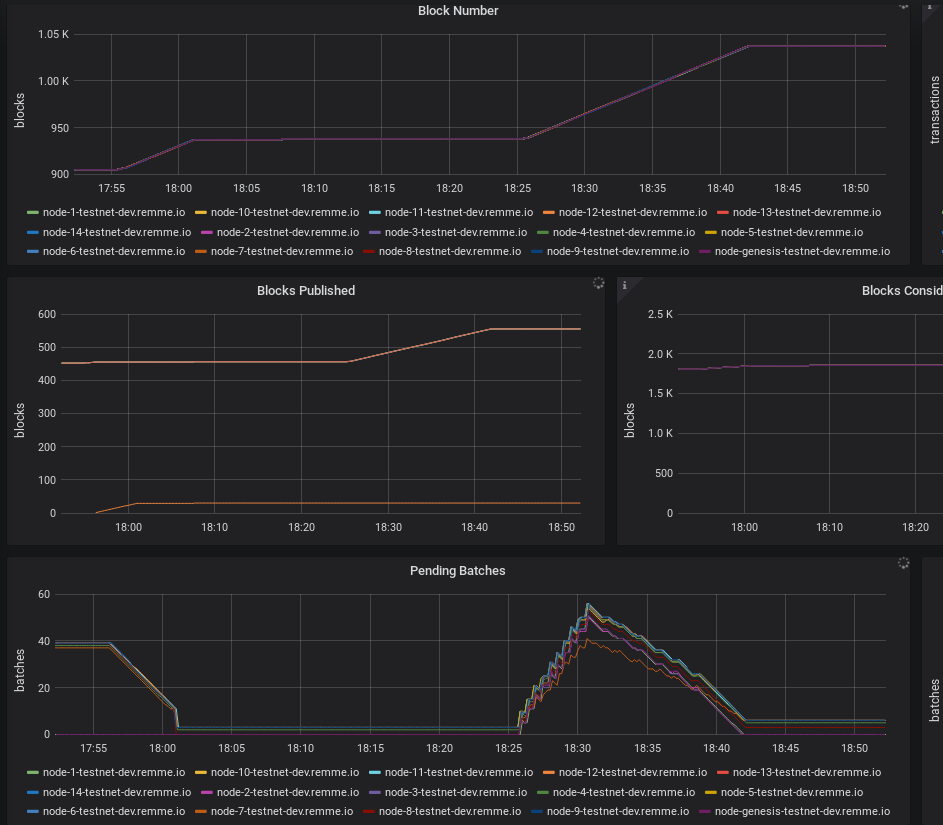 Block Number
1.05 K
1.00 K
950
900
blocks
17:55 18:00 18:05 18:10 18:15 18:20 18:25 18:30 18:35 18:40 18:45 18:50
node-1-testnet-dev.remme.io node-10-testnet-dev.remme.io node-11-testnet-dev.remme.io node-12-testnet-dev.remme.io node-13-testnet-dev.remme.io
node-14-testnet-dev.remme.io node-2-testnet-dev.remme.io node-3-testnet-dev.remme.io node-4-testnet-dev.remme.io node-5-testnet-dev.remme.io
node-6-testnet-dev.remme.io node-7-testnet-dev.remme.io node-8-testnet-dev.remme.io node-9-testnet-dev.remme.io node-genesis-testnet-dev.remme.io
i
transactions
Blocks Published
600
500
400
300
200
100
0
blocks
18:00 18:10 18:20 18:30 18:40 18:50
i
Blocks Consid
2.5 K
2.0 K
1.5 K
1.0 K
500
0
blocks
18:00 18:10 18:20
Pending Batches
60
40
20
0
batches
17:55 18:00 18:05 18:10 18:15 18:20 18:25 18:30 18:35 18:40 18:45 18:50
node-1-testnet-dev.remme.io node-10-testnet-dev.remme.io node-11-testnet-dev.remme.io node-12-testnet-dev.remme.io node-13-testnet-dev.remme.io
node-14-testnet-dev.remme.io node-2-testnet-dev.remme.io node-3-testnet-dev.remme.io node-4-testnet-dev.remme.io node-5-testnet-dev.remme.io
node-6-testnet-dev.remme.io node-7-testnet-dev.remme.io node-8-testnet-dev.remme.io node-9-testnet-dev.remme.io node-genesis-testnet-dev.remme.io
batches